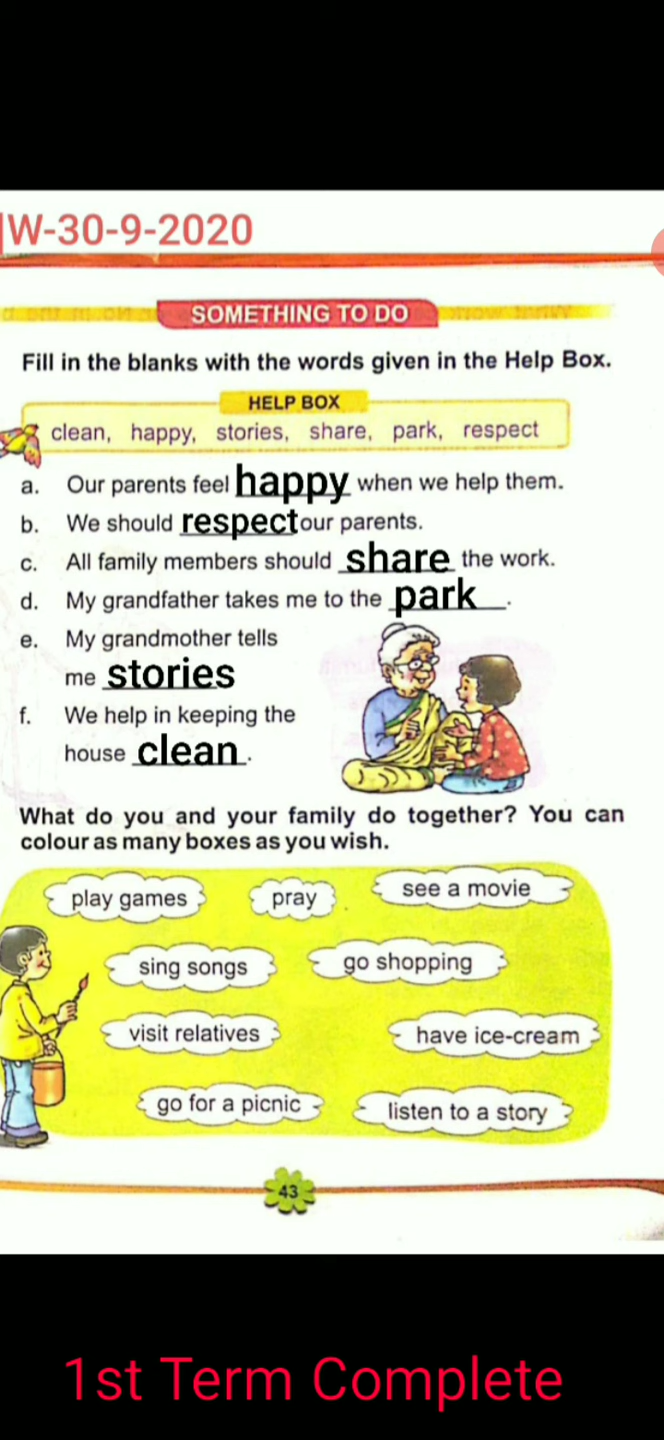 W-30-9-2020
SOMETHING TO DO
Fill in the blanks with the words given in the Help Box.
HELP BOX
clean, happy, stories, share, park, respect
a. Our parents feel happy when we help them.
b. We should respect our parents.
c. All family members should share the work.
d. My grandfather takes me to the park.
e. My grandmother tells
me stories
f. We help in keeping the
house clean.
What do you and your family do together? You can
colour as many boxes as you wish.
play games pray see a movie
sing songs go shopping
visit relatives have ice-cream
go for a picnic listen to a story
43
1st Term Complete